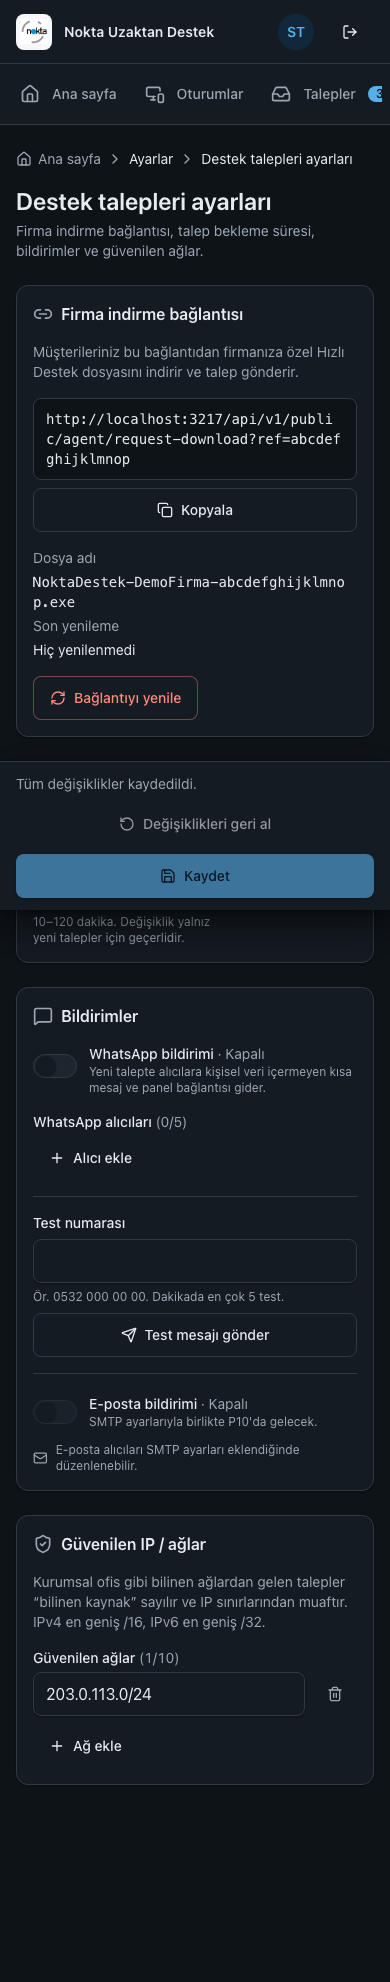 nokta
Nokta Uzaktan Destek
ST
Ana sayfa
Oturumlar
Talepler
Ana sayfa
Ayarlar
Destek talepleri ayarları
Destek talepleri ayarları
Firma indirme bağlantısı, talep bekleme süresi,
bildirimler ve güvenilen ağlar.
Firma indirme bağlantısı
Müşterileriniz bu bağlantıdan firmanıza özel Hızlı
Destek dosyasını indirir ve talep gönderir.
http://localhost:3217/api/v1/publi
c/agent/request-download?ref=abcdef
ghijklmnop
Kopyala
Dosya adı
NoktaDestek-DemoFirma-abcdefghijklmno
p.exe
Son yenileme
Hiç yenilenmedi
Bağlantıyı yenile
Tüm değişiklikler kaydedildi.
Değişiklikleri geri al
Kaydet
10–120 dakika. Değişiklik yalnız
yeni talepler için geçerlidir.
Bildirimler
WhatsApp bildirimi · Kapalı
Yeni talepte alıcılara kişisel veri içermeyen kısa
mesaj ve panel bağlantısı gider.
WhatsApp alıcıları (0/5)
Alıcı ekle
Test numarası
Ör. 0532 000 00 00. Dakikada en çok 5 test.
Test mesajı gönder
E-posta bildirimi · Kapalı
SMTP ayarlarıyla birlikte P10'da gelecek.
E-posta alıcıları SMTP ayarları eklendiğinde
düzenlenebilir.
Güvenilen IP / ağlar
Kurumsal ofis gibi bilinen ağlardan gelen talepler
“bilinen kaynak” sayılır ve IP sınırlarından muaftır.
IPv4 en geniş /16, IPv6 en geniş /32.
Güvenilen ağlar (1/10)
203.0.113.0/24
Ağ ekle